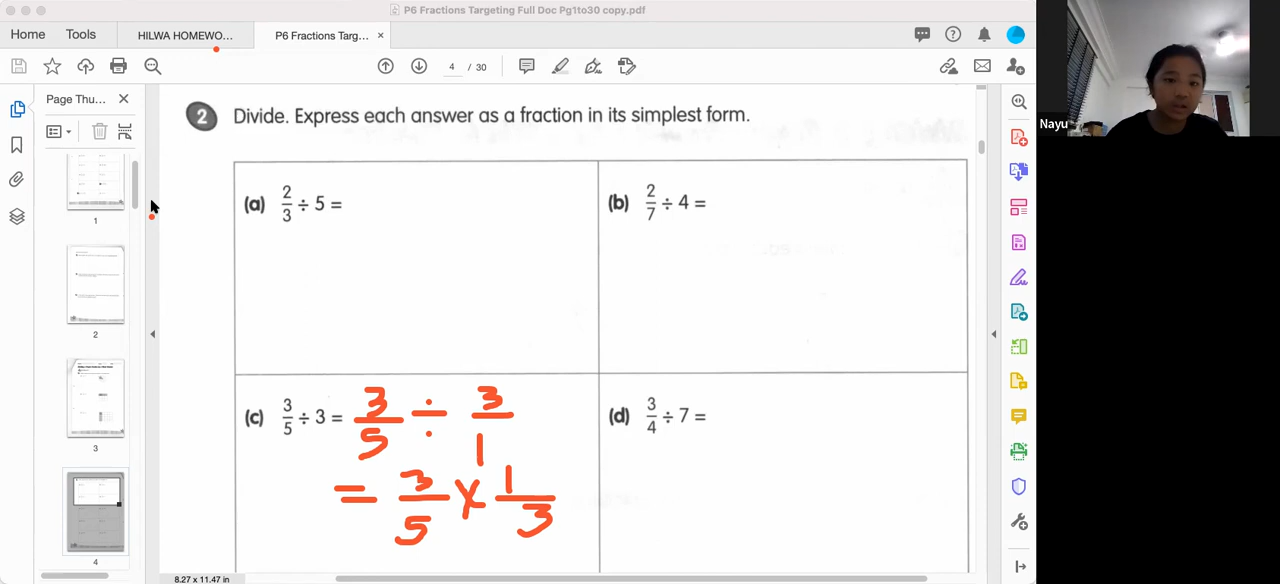 P6 Fractions Targeting Full Doc Pg1to30 copy.pdf
Home Tools HILWA HOMEWO... P6 Fractions Targ... ×
4 / 30
Page Thu...
1
2
3
4
2 Divide. Express each answer as a fraction in its simplest form.
(a) 2/3 ÷ 5 =
(b) 2/7 ÷ 4 =
(c) 3/5 ÷ 3 = 3/5 ÷ 3/1
= 3/5 × 1/3
(d) 3/4 ÷ 7 =
8.27 x 11.47 in
Nayu